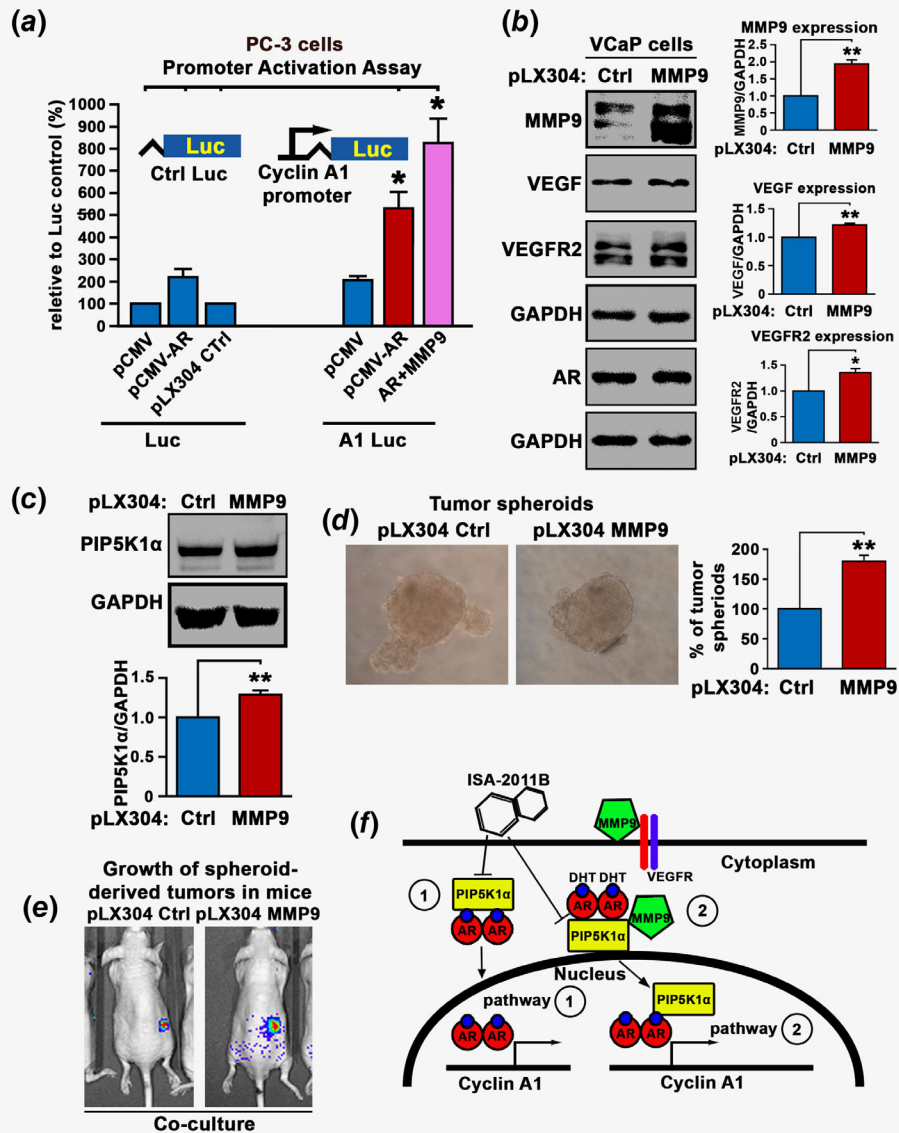 (a)
PC-3 cells
Promoter Activation Assay
reletive to Luc control (%)
1000
900
800
700
600
500
400
300
200
100
0
Luc
Ctrl Luc
Luc
Cyclin A1
promoter
*
*
pCMV
pCMV-AR
pLX304 CTrl
pCMV
pCMV-AR
AR+MMP9
Luc
A1 Luc
(b)
VCaP cells
pLX304: Ctrl MMP9
MMP9
VEGF
VEGFR2
GAPDH
AR
GAPDH
MMP9 expression
MMP9/GAPDH
2.5
2.0
1.5
1.0
0.5
0
**
pLX304: Ctrl MMP9
VEGF expression
VEGF/GAPDH
1.5
1.0
0.5
0
**
pLX304: Ctrl MMP9
VEGFR2 expression
VEGFR2
/GAPDH
1.5
1.0
0.5
0
*
pLX304: Ctrl MMP9
(c)
pLX304: Ctrl MMP9
PIP5K1α
GAPDH
PIP5K1α/GAPDH
1.5
1.0
0.5
0
**
pLX304: Ctrl MMP9
(d)
Tumor spheroids
pLX304 Ctrl pLX304 MMP9
% of tumor
spheriods
200
150
100
50
0
**
pLX304: Ctrl MMP9
(e)
Growth of spheroid-
derived tumors in mice
pLX304 Ctrl pLX304 MMP9
Co-culture
(f)
ISA-2011B
MMP9
Cytoplasm
VEGFR
1
PIP5K1α
AR AR
DHT DHT
AR AR
MMP9
2
PIP5K1α
Nucleus
pathway 1
AR AR
Cyclin A1
PIP5K1α
AR AR
pathway 2
Cyclin A1